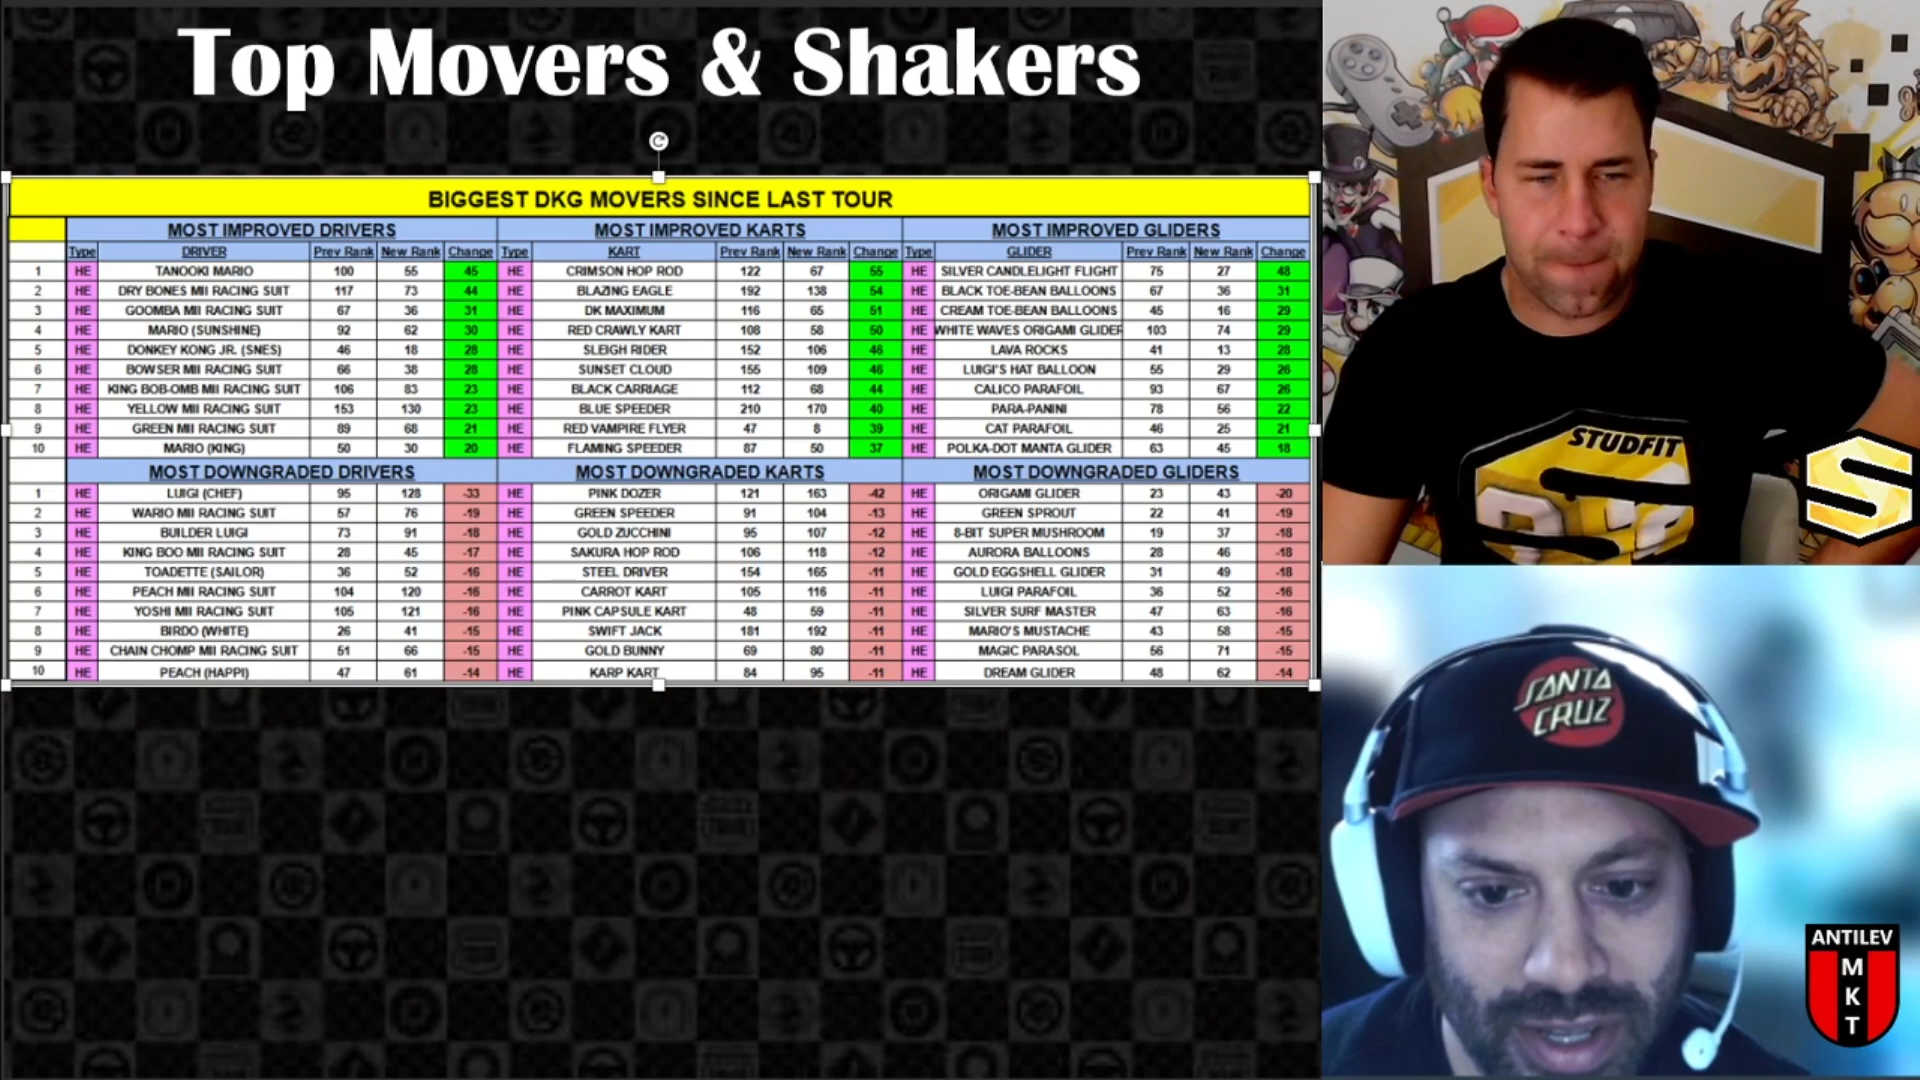 Top Movers & Shakers
BIGGEST DKG MOVERS SINCE LAST TOUR
MOST IMPROVED DRIVERS MOST IMPROVED KARTS MOST IMPROVED GLIDERS
Type DRIVER Prev Rank New Rank Change Type KART Prev Rank New Rank Change Type GLIDER Prev Rank New Rank Change
1 HE TANOOKI MARIO 100 55 45 HE CRIMSON HOP ROD 122 67 55 HE SILVER CANDLELIGHT FLIGHT 75 27 48
2 HE DRY BONES MII RACING SUIT 117 73 44 HE BLAZING EAGLE 192 138 54 HE BLACK TOE-BEAN BALLOONS 67 36 31
3 HE GOOMBA MII RACING SUIT 67 36 31 HE DK MAXIMUM 116 65 51 HE CREAM TOE-BEAN BALLOONS 45 16 29
4 HE MARIO (SUNSHINE) 92 62 30 HE RED CRAWLY KART 108 58 50 HE WHITE WAVES ORIGAMI GLIDER 103 74 29
5 HE DONKEY KONG JR. (SNES) 46 18 28 HE SLEIGH RIDER 152 106 46 HE LAVA ROCKS 41 13 28
6 HE BOWSER MII RACING SUIT 66 38 28 HE SUNSET CLOUD 155 109 46 HE LUIGI'S HAT BALLOON 55 29 26
7 HE KING BOB-OMB MII RACING SUIT 106 83 23 HE BLACK CARRIAGE 112 68 44 HE CALICO PARAFOIL 93 67 26
8 HE YELLOW MII RACING SUIT 153 130 23 HE BLUE SPEEDER 210 170 40 HE PARA-PANINI 78 56 22
9 HE GREEN MII RACING SUIT 89 68 21 HE RED VAMPIRE FLYER 47 8 39 HE CAT PARAFOIL 46 25 21
10 HE MARIO (KING) 50 30 20 HE FLAMING SPEEDER 87 50 37 HE POLKA-DOT MANTA GLIDER 63 45 18
MOST DOWNGRADED DRIVERS MOST DOWNGRADED KARTS MOST DOWNGRADED GLIDERS
1 HE LUIGI (CHEF) 95 128 -33 HE PINK DOZER 121 163 -42 HE ORIGAMI GLIDER 23 43 -20
2 HE WARIO MII RACING SUIT 57 76 -19 HE GREEN SPEEDER 91 104 -13 HE GREEN SPROUT 22 41 -19
3 HE BUILDER LUIGI 73 91 -18 HE GOLD ZUCCHINI 95 107 -12 HE 8-BIT SUPER MUSHROOM 19 37 -18
4 HE KING BOO MII RACING SUIT 28 45 -17 HE SAKURA HOP ROD 106 118 -12 HE AURORA BALLOONS 28 46 -18
5 HE TOADETTE (SAILOR) 36 52 -16 HE STEEL DRIVER 154 165 -11 HE GOLD EGGSHELL GLIDER 31 49 -18
6 HE PEACH MII RACING SUIT 104 120 -16 HE CARROT KART 105 116 -11 HE LUIGI PARAFOIL 36 52 -16
7 HE YOSHI MII RACING SUIT 105 121 -16 HE PINK CAPSULE KART 48 59 -11 HE SILVER SURF MASTER 47 63 -16
8 HE BIRDO (WHITE) 26 41 -15 HE SWIFT JACK 181 192 -11 HE MARIO'S MUSTACHE 43 58 -15
9 HE CHAIN CHOMP MII RACING SUIT 51 66 -15 HE GOLD BUNNY 69 80 -11 HE MAGIC PARASOL 56 71 -15
10 HE PEACH (HAPPI) 47 61 -14 HE KARP KART 84 95 -11 HE DREAM GLIDER 48 62 -14
STUDFIT
S
SANTA
CRUZ
ANTILEV
M
K
T